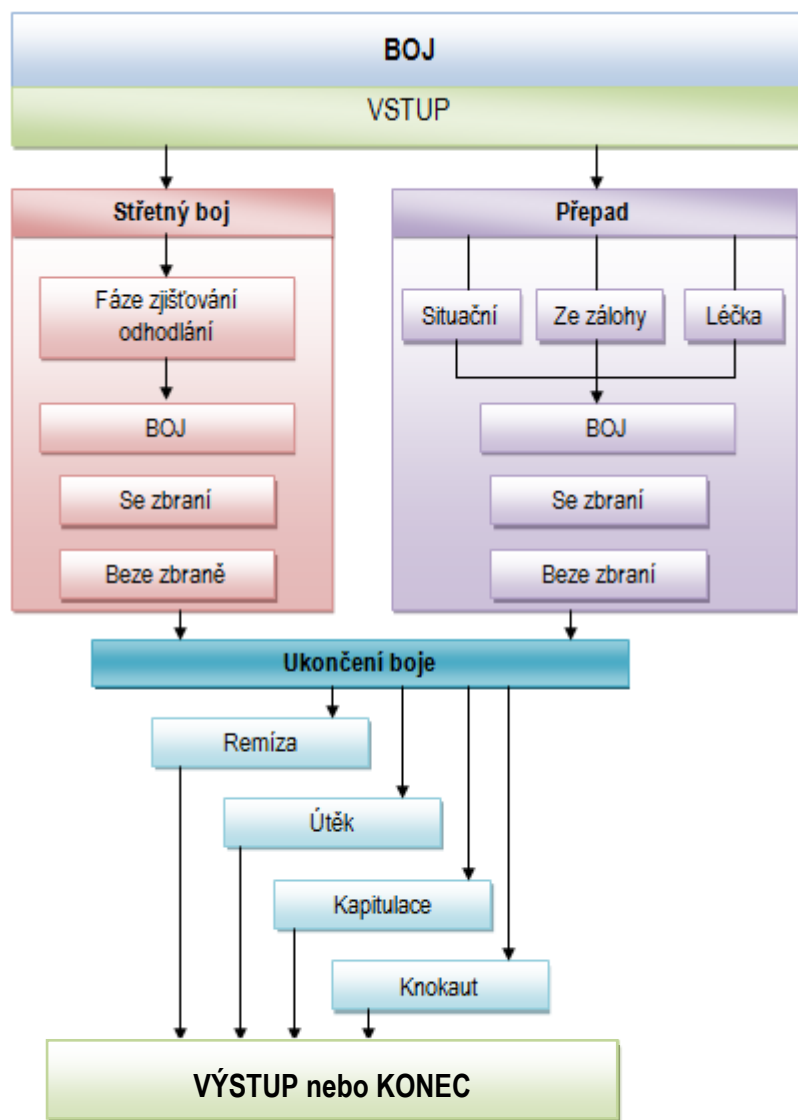 BOJ
VSTUP
Střetný boj
Fáze zjišťování
odhodlání
BOJ
Se zbraní
Beze zbraně
Přepad
Situační
Ze zálohy
Léčka
BOJ
Se zbraní
Beze zbraní
Ukončení boje
Remíza
Útěk
Kapitulace
Knokaut
VÝSTUP nebo KONEC